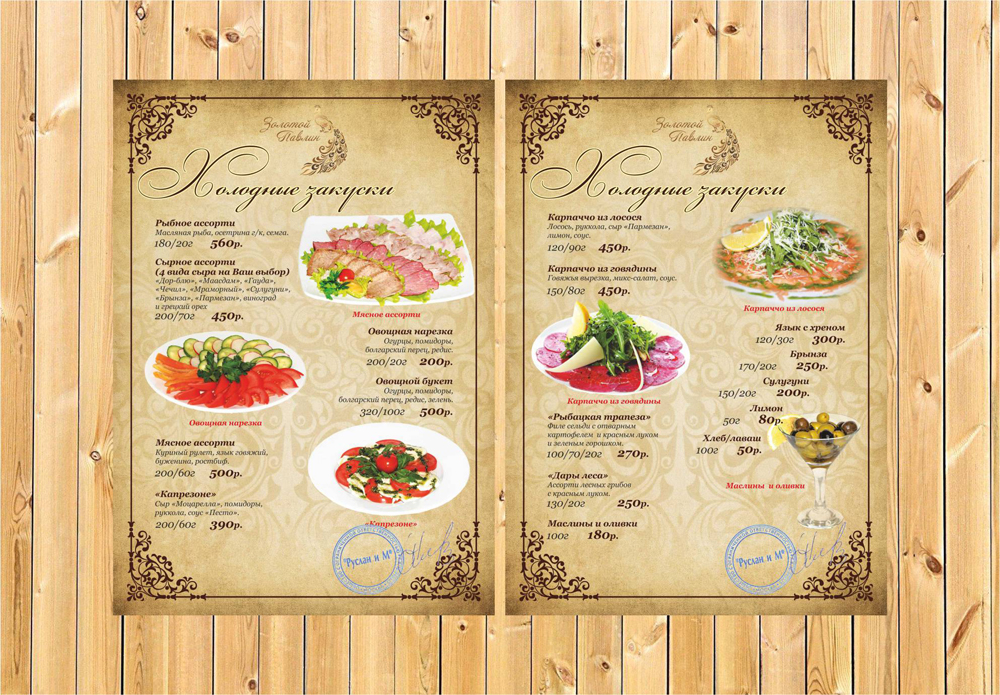 Золотой
Павлин
Холодные закуски
Рыбное ассорти
Масляная рыба, осетрина г/к, семга.
180/20г 560р.
Сырное ассорти
(4 вида сыра на Ваш выбор)
«Дор-блю», «Маасдам», «Гауда»,
«Чечил», «Мраморный», «Сулугуни»,
«Брынза», «Пармезан», виноград
и грецкий орех
200/70г 450р.
Овощная нарезка
Мясное ассорти
Куриный рулет, язык говяжий,
буженина, ростбиф.
200/60г 500р.
«Капрезоне»
Сыр «Моцарелла», помидоры,
руккола, соус «Песто».
200/60г 390р.
Мясное ассорти
Овощная нарезка
Огурцы, помидоры,
болгарский перец, редис.
200/20г 200р.
Овощной букет
Огурцы, помидоры,
болгарский перец, редис, зелень.
320/100г 500р.
«Капрезоне»
"Руслан и М"
Золотой
Павлин
Холодные закуски
Карпаччо из лосося
Лосось, руккола, сыр «Пармезан»,
лимон, соус.
120/90г 450р.
Карпаччо из говядины
Говяжья вырезка, микс-салат, соус.
150/80г 450р.
Карпаччо из говядины
«Рыбацкая трапеза»
Филе сельди с отварным
картофелем и красным луком
и зеленым горошком.
100/70/20г 270р.
«Дары леса»
Ассорти лесных грибов
с красным луком.
130/20г 250р.
Маслины и оливки
100г 180р.
Карпаччо из лосося
Язык с хреном
120/30г 300р.
Брынза
170/20г 250р.
Сулугуни
150/20г 200р.
Лимон
50г 80р.
Хлеб/лаваш
100г 50р.
Маслины и оливки
"Руслан и М"